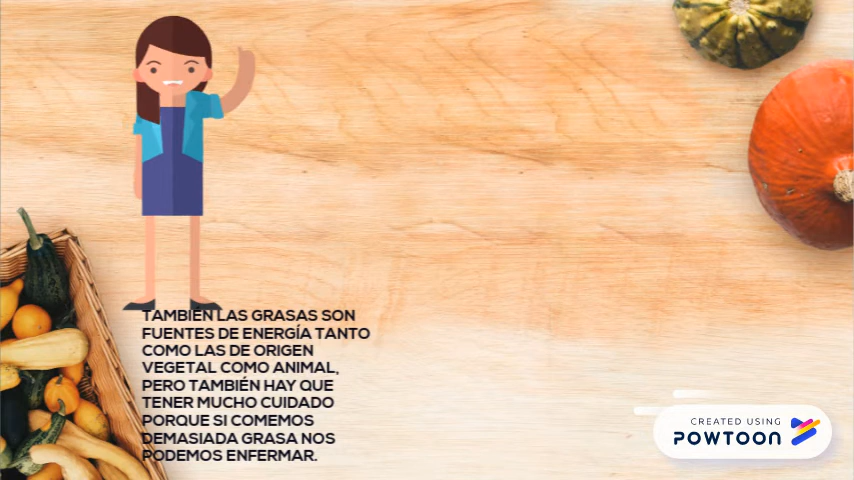 TAMBIÉN LAS GRASAS SON
FUENTES DE ENERGÍA TANTO
COMO LAS DE ORIGEN
VEGETAL COMO ANIMAL,
PERO TAMBIÉN HAY QUE
TENER MUCHO CUIDADO
PORQUE SI COMEMOS
DEMASIADA GRASA NOS
PODEMOS ENFERMAR.
CREATED USING
POWTOON